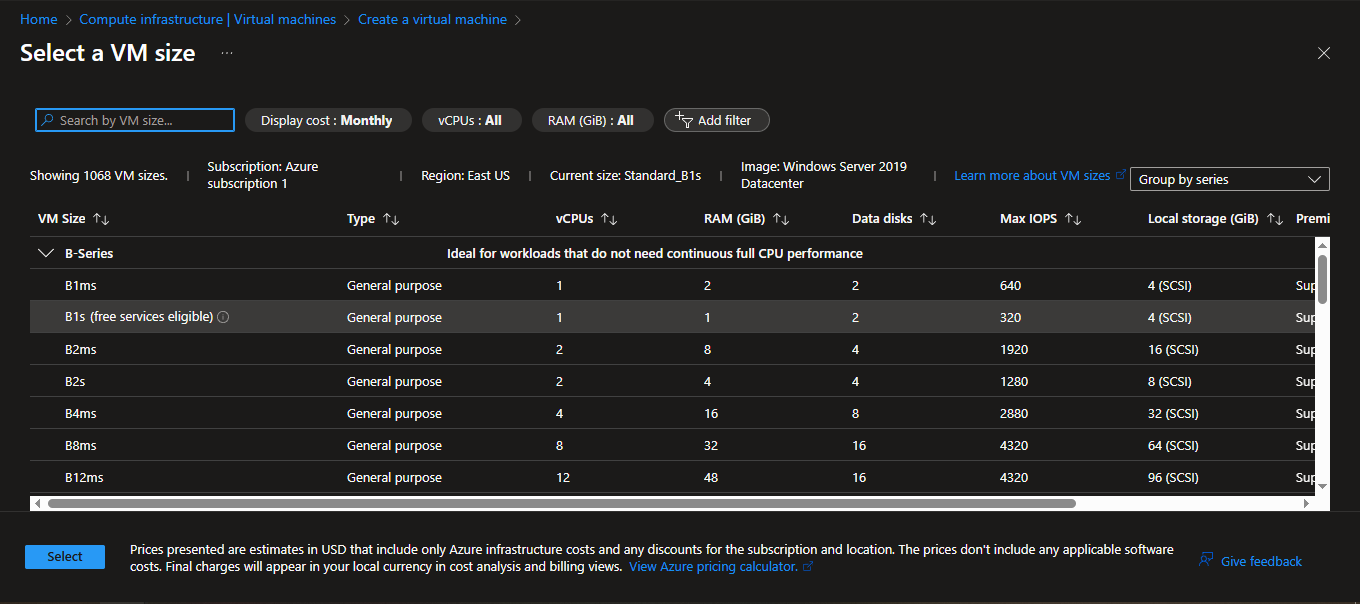 Home > Compute infrastructure | Virtual machines > Create a virtual machine >
Select a VM size ...
Search by VM size...
Display cost : Monthly
vCPUs : All
RAM (GiB) : All
Add filter
Showing 1068 VM sizes. | Subscription: Azure subscription 1 | Region: East US | Current size: Standard_B1s | Image: Windows Server 2019 Datacenter | Learn more about VM sizes
Group by series
VM Size Type vCPUs RAM (GiB) Data disks Max IOPS Local storage (GiB) Premi
B-Series Ideal for workloads that do not need continuous full CPU performance
B1ms General purpose 1 2 2 640 4 (SCSI) Sup
B1s (free services eligible) General purpose 1 1 2 320 4 (SCSI) Sup
B2ms General purpose 2 8 4 1920 16 (SCSI) Sup
B2s General purpose 2 4 4 1280 8 (SCSI) Sup
B4ms General purpose 4 16 8 2880 32 (SCSI) Sup
B8ms General purpose 8 32 16 4320 64 (SCSI) Sup
B12ms General purpose 12 48 16 4320 96 (SCSI) Sup
Select
Prices presented are estimates in USD that include only Azure infrastructure costs and any discounts for the subscription and location. The prices don't include any applicable software
costs. Final charges will appear in your local currency in cost analysis and billing views. View Azure pricing calculator.
Give feedback